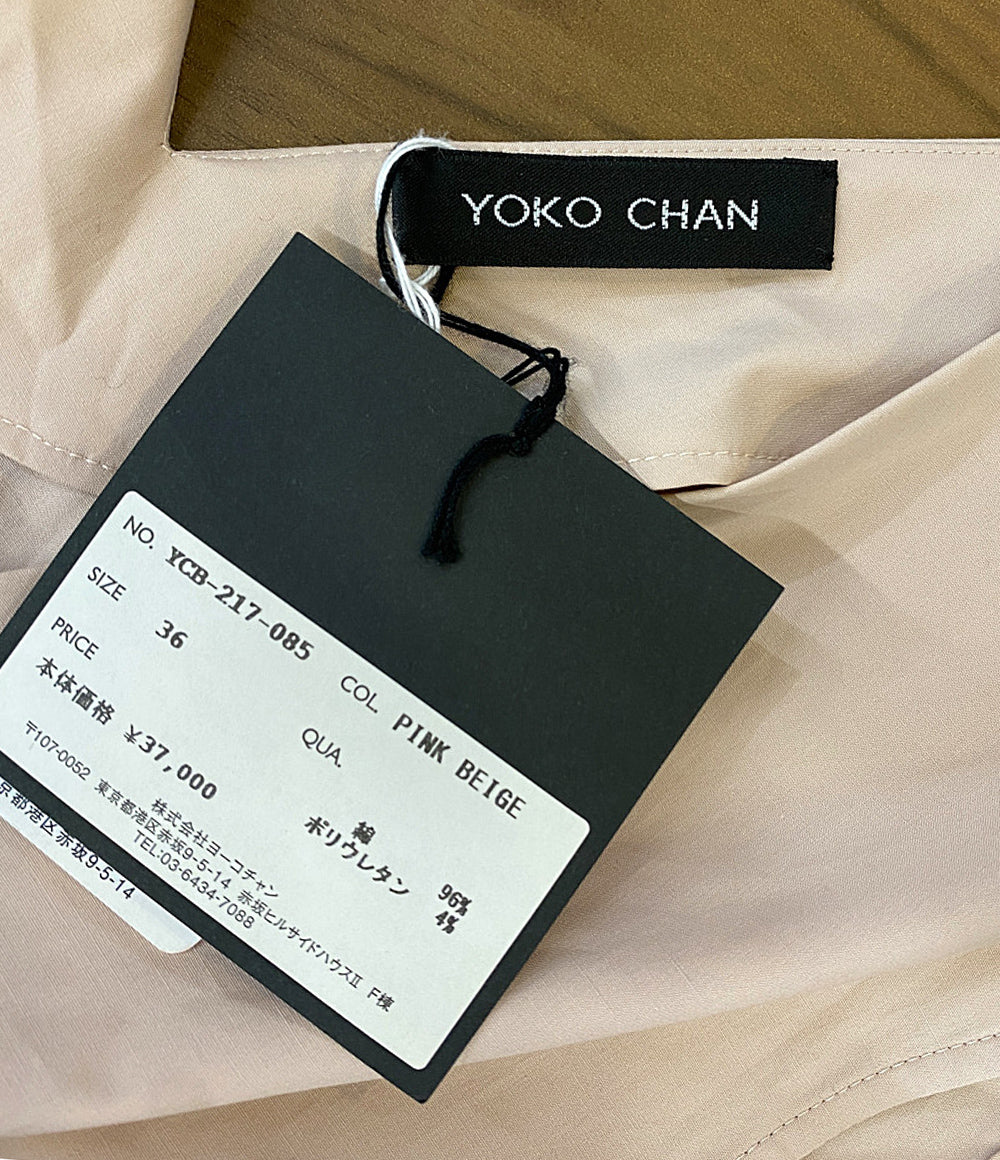 YOKO CHAN
NO. YCB-217-085
SIZE 36 COL. PINK BEIGE
PRICE QUA.
本体価格 ¥37,000 綿 96%
ポリウレタン 4%
株式会社ヨーコチャン
〒107-0052 東京都港区赤坂9-5-14 赤坂ヒルサイドハウスⅡ F棟
TEL:03-6434-7088
京都港区赤坂9-5-14